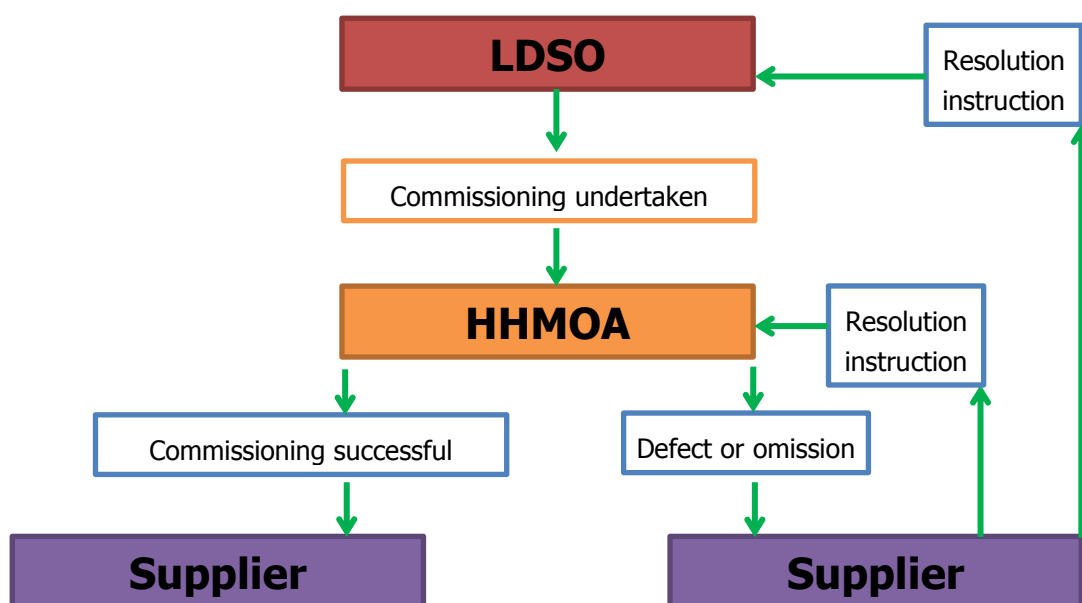 LDSO
Resolution
instruction
Commissioning undertaken
HHMOA
Resolution
instruction
Commissioning successful
Defect or omission
Supplier
Supplier